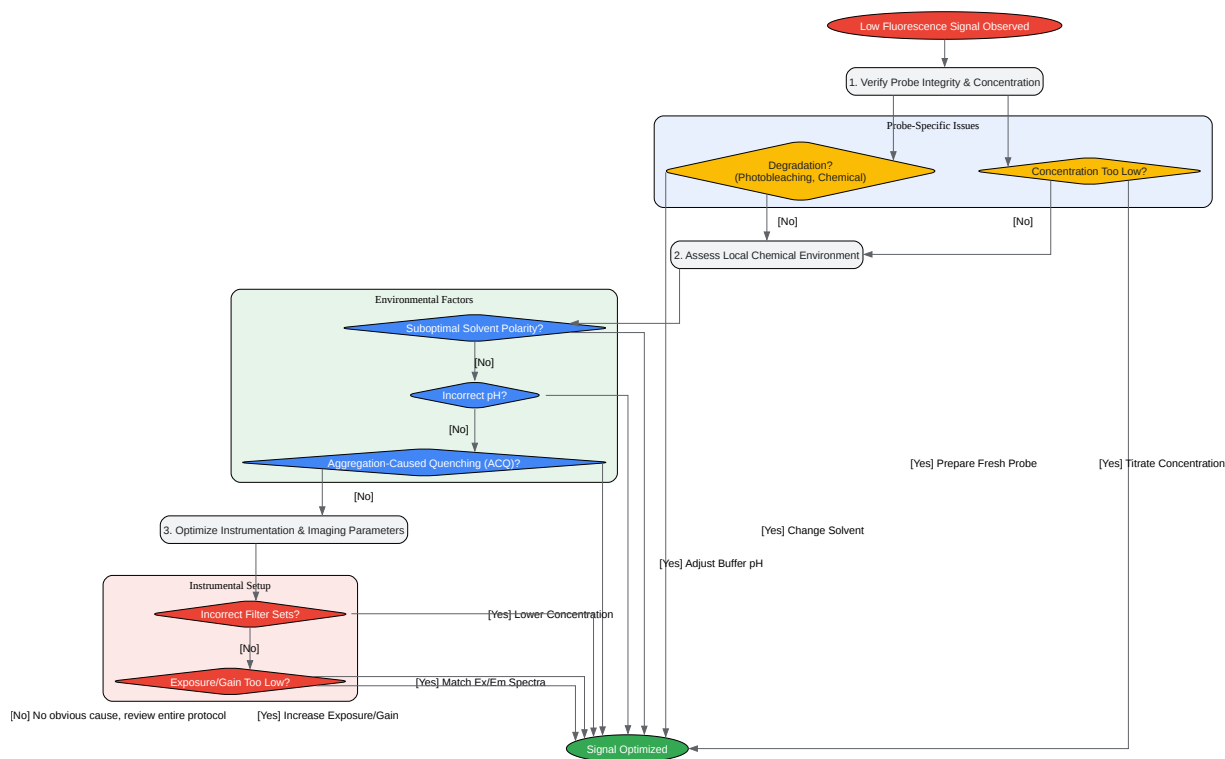 Low Fluorescence Signal Observed
1. Verify Probe Integrity & Concentration
Probe-Specific Issues
Degradation?
(Photobleaching, Chemical)
Concentration Too Low?
[No]
[No]
2. Assess Local Chemical Environment
Environmental Factors
Suboptimal Solvent Polarity?
[No]
Incorrect pH?
[No]
Aggregation-Caused Quenching (ACQ)?
[Yes] Prepare Fresh Probe
[Yes] Titrate Concentration
[No]
3. Optimize Instrumentation & Imaging Parameters
[Yes] Change Solvent
[Yes] Adjust Buffer pH
Instrumental Setup
Incorrect Filter Sets?
[Yes] Lower Concentration
[No]
Exposure/Gain Too Low?
[Yes] Match Ex/Em Spectra
[No] No obvious cause, review entire protocol
[Yes] Increase Exposure/Gain
Signal Optimized